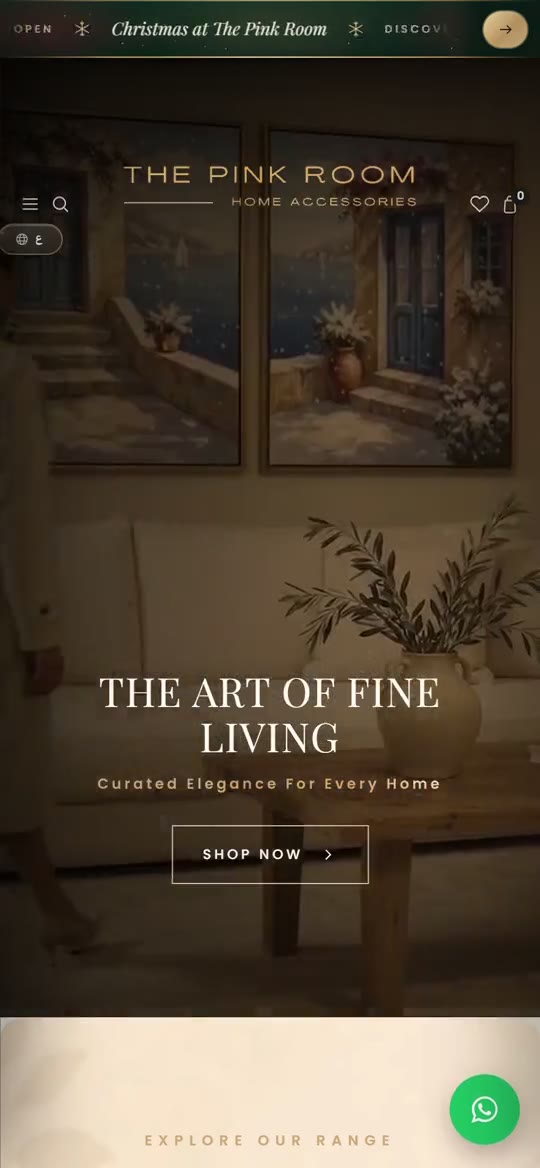 OPEN
Christmas at The Pink Room
THE PINK ROOM
HOME ACCESSORIES
0
ع
THE ART OF FINE
LIVING
Curated Elegance For Every Home
SHOP NOW
EXPLORE OUR RANGE